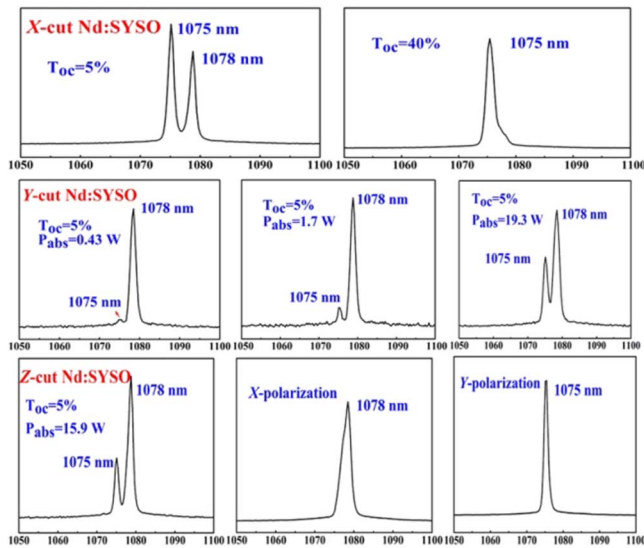 X-cut Nd:SYSO
1075 nm
1078 nm
Toc=5%
1050 1060 1070 1080 1090 1100
Toc=40%
1075 nm
1050 1060 1070 1080 1090 1100
Y-cut Nd:SYSO
Toc=5%
Pabs=0.43 W
1078 nm
1075 nm
1050 1060 1070 1080 1090 1100
Toc=5%
Pabs=1.7 W
1078 nm
1075 nm
1050 1060 1070 1080 1090 1100
Toc=5%
Pabs=19.3 W
1078 nm
1075 nm
1050 1060 1070 1080 1090 1100
Z-cut Nd:SYSO
Toc=5%
Pabs=15.9 W
1078 nm
1075 nm
1050 1060 1070 1080 1090 1100
X-polarization
1078 nm
1050 1060 1070 1080 1090 1100
Y-polarization
1075 nm
1050 1060 1070 1080 1090 1100